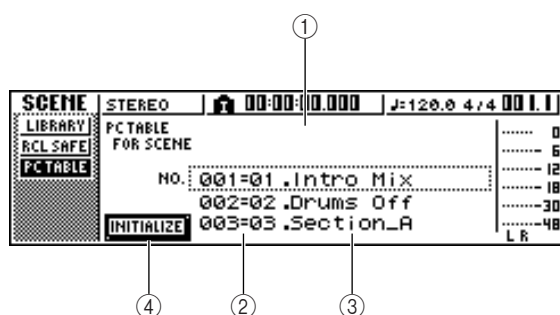 ①
SCENE STEREO 00:00:00.000 ♩=120.0 4/4 001.1
LIBRARY
RCL SAFE
PC TABLE
PC TABLE
FOR SCENE
NO. 001=01.Intro Mix
002=02.Drums Off
003=03.Section_A
INITIALIZE
0
6
12
18
30
48
L R
④ ② ③